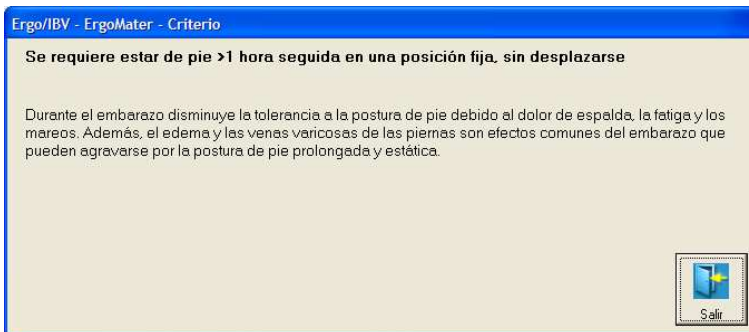 Ergo/IBV - ErgoMater - Criterio
Se requiere estar de pie >1 hora seguida en una posición fija, sin desplazarse
Durante el embarazo disminuye la tolerancia a la postura de pie debido al dolor de espalda, la fatiga y los
mareos. Además, el edema y las venas varicosas de las piernas son efectos comunes del embarazo que
pueden agravarse por la postura de pie prolongada y estática.
Salir